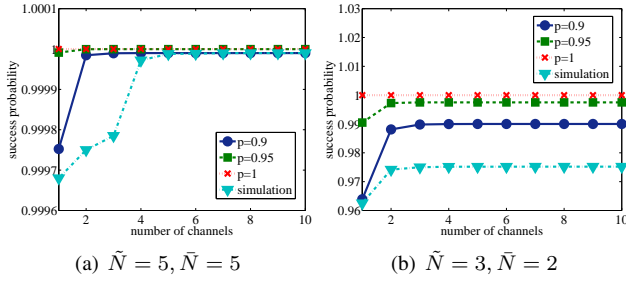 1.0001
1
0.9999
0.9998
0.9997
0.9996
success probability
2 4 6 8 10
number of channels
p=0.9
p=0.95
p=1
simulation
(a) Ñ = 5, N̄ = 5
1.03
1.02
1.01
1.00
0.99
0.98
0.97
0.96
success probability
2 4 6 8 10
number of channels
p=0.9
p=0.95
p=1
simulation
(b) Ñ = 3, N̄ = 2